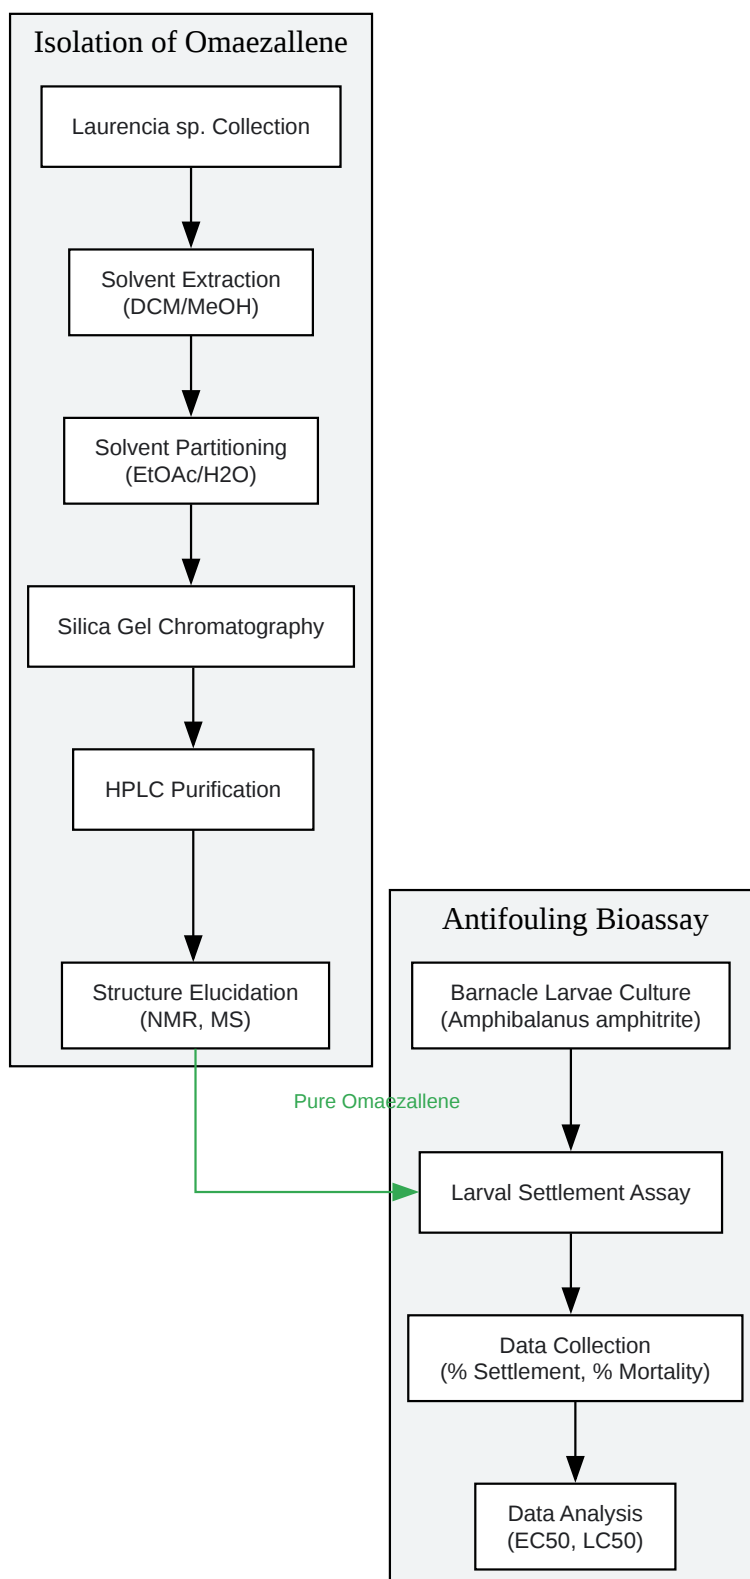 Isolation of Omaezallene
Laurencia sp. Collection
Solvent Extraction
(DCM/MeOH)
Solvent Partitioning
(EtOAc/H2O)
Silica Gel Chromatography
HPLC Purification
Structure Elucidation
(NMR, MS)
Pure Omaezallene
Antifouling Bioassay
Barnacle Larvae Culture
(Amphibalanus amphitrite)
Larval Settlement Assay
Data Collection
(% Settlement, % Mortality)
Data Analysis
(EC50, LC50)